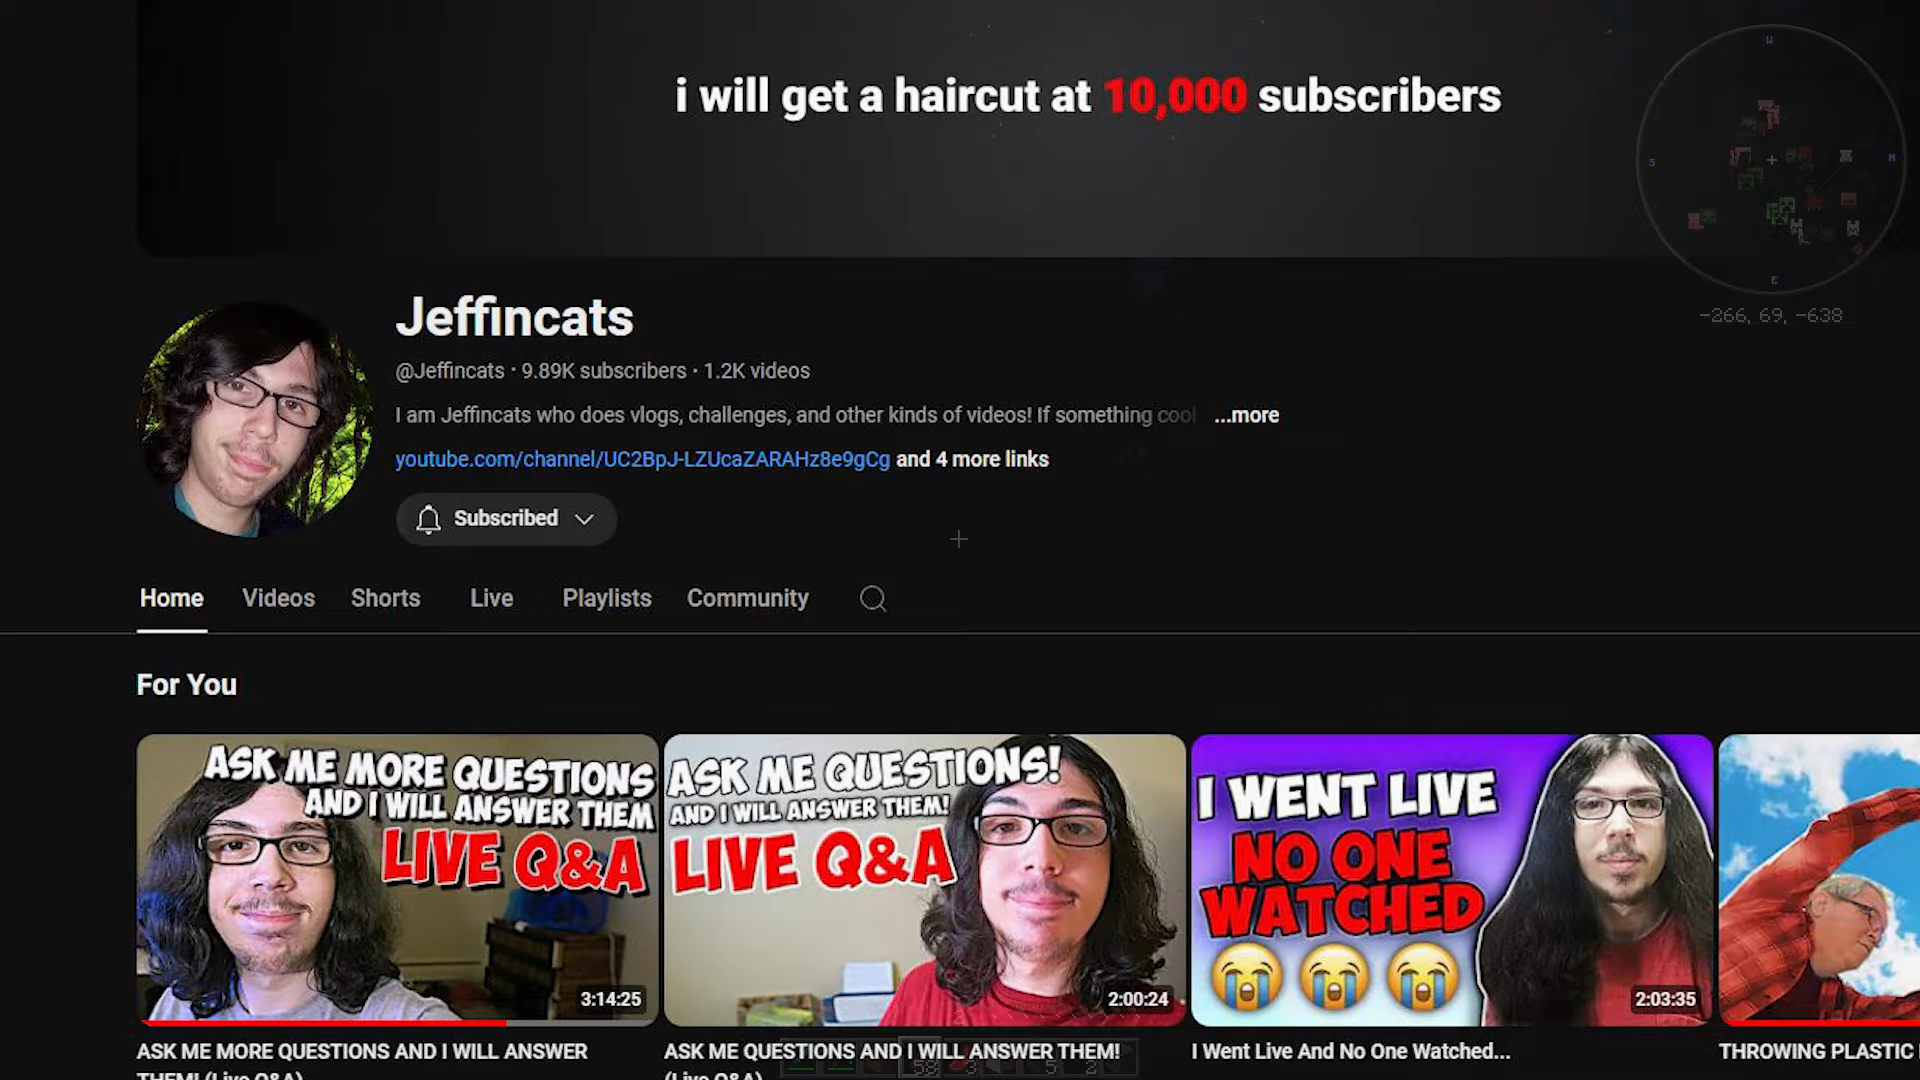 i will get a haircut at 10,000 subscribers
W
S
N
E
-266, 69, -638
Jeffincats
@Jeffincats · 9.89K subscribers · 1.2K videos
I am Jeffincats who does vlogs, challenges, and other kinds of videos! If something cool ...more
youtube.com/channel/UC2BpJ-LZUcaZARAHz8e9gCg and 4 more links
Subscribed
Home Videos Shorts Live Playlists Community
For You
ASK ME MORE QUESTIONS
AND I WILL ANSWER THEM
LIVE Q&A
3:14:25
ASK ME QUESTIONS!
AND I WILL ANSWER THEM!
LIVE Q&A
2:00:24
I WENT LIVE
NO ONE
WATCHED
2:03:35
ASK ME MORE QUESTIONS AND I WILL ANSWER
THEM! (Live Q&A)
ASK ME QUESTIONS AND I WILL ANSWER THEM!
(Live Q&A)
I Went Live And No One Watched...
THROWING PLASTIC
58 3 5 2